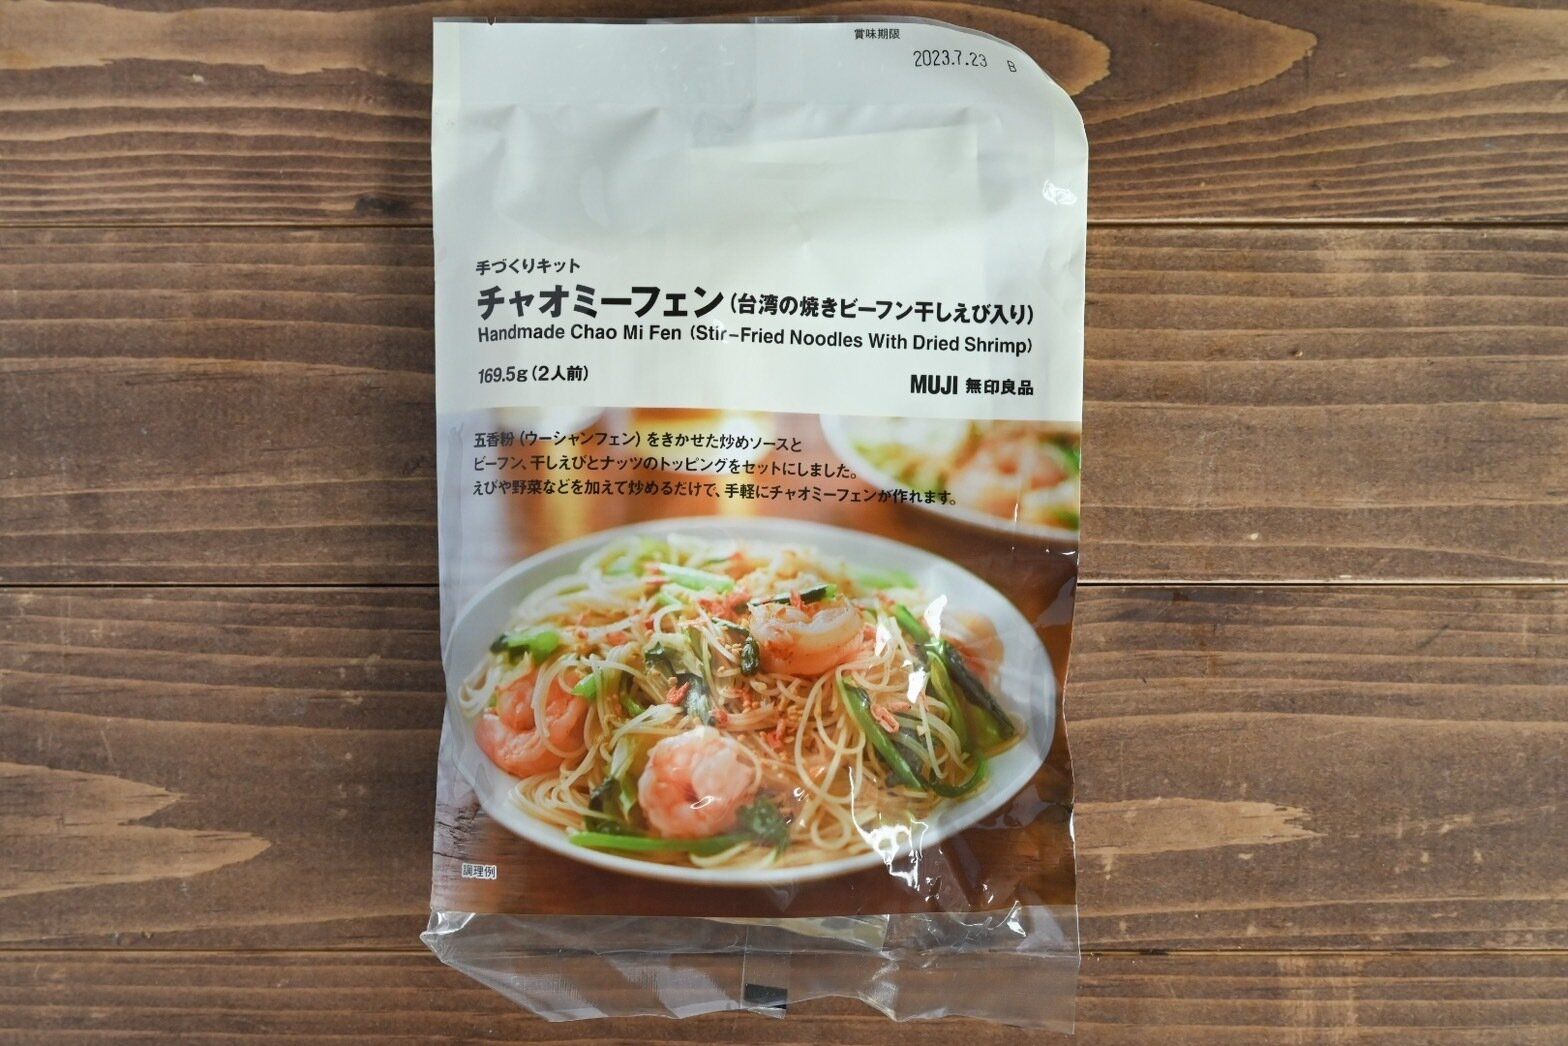 賞味期限
2023.7.23 B
手づくりキット
チャオミーフェン(台湾の焼きビーフン干しえび入り)
Handmade Chao Mi Fen (Stir-Fried Noodles With Dried Shrimp)
169.5g(2人前)
MUJI 無印良品
五香粉(ウーシャンフェン)をきかせた炒めソースと
ビーフン、干しえびとナッツのトッピングをセットにしました。
えびや野菜などを加えて炒めるだけで、手軽にチャオミーフェンが作れます。
調理例